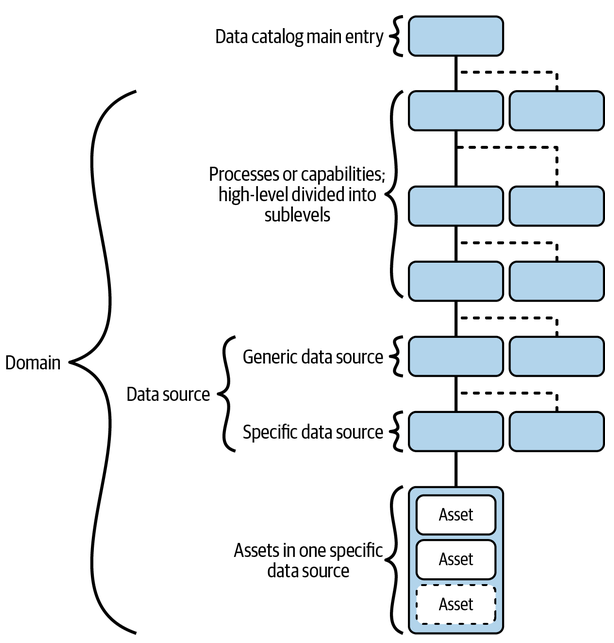 Data catalog main entry
Processes or capabilities;
high-level divided into
sublevels
Domain
Generic data source
Data source
Specific data source
Asset
Asset
Assets in one specific
data source
Asset